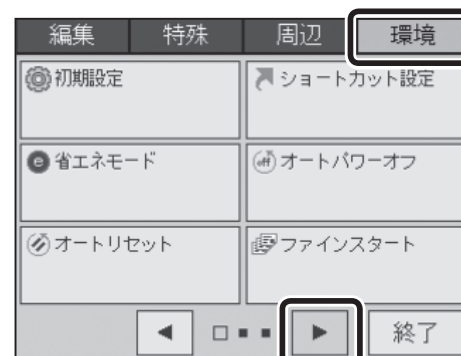 編集 特殊 周辺 環境
初期設定 ショートカット設定
省エネモード オートパワーオフ
オートリセット ファインスタート
終了